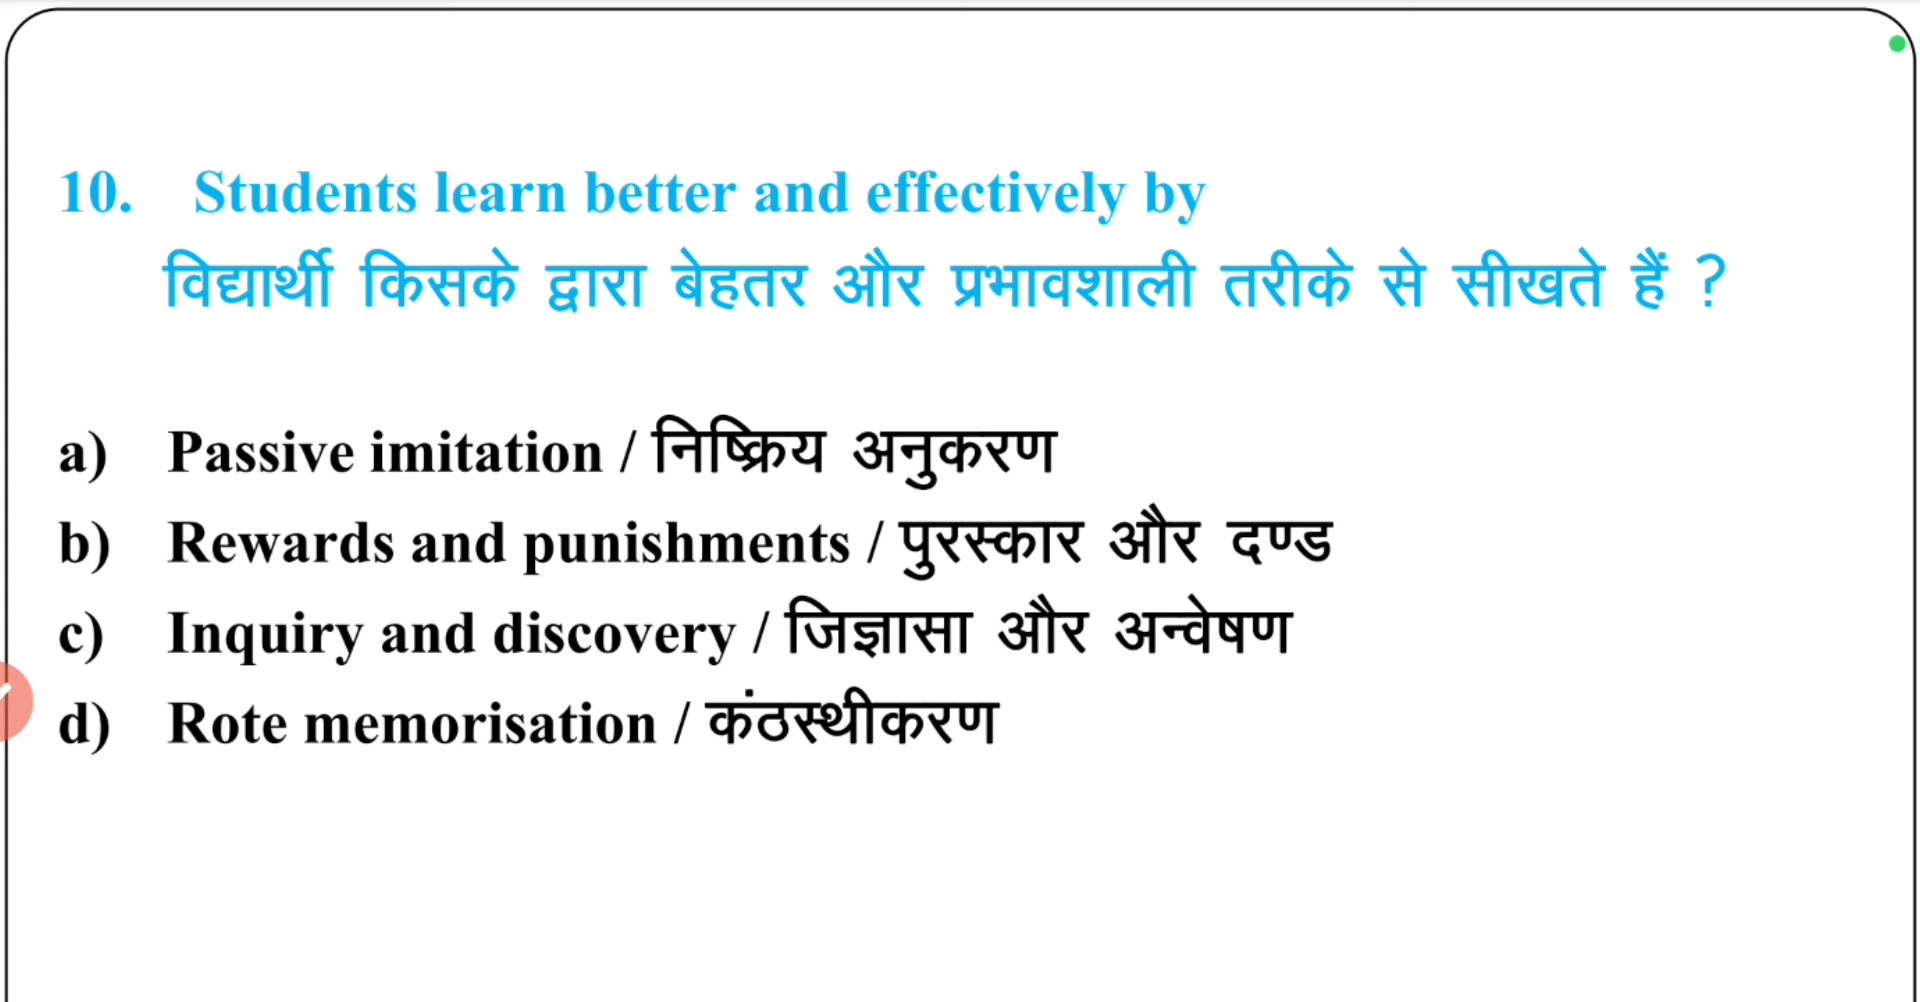 10. Students learn better and effectively by
विद्यार्थी किसके द्वारा बेहतर और प्रभावशाली तरीके से सीखते हैं ?
a) Passive imitation / निष्क्रिय अनुकरण
b) Rewards and punishments / पुरस्कार और दण्ड
c) Inquiry and discovery / जिज्ञासा और अन्वेषण
d) Rote memorisation / कंठस्थीकरण